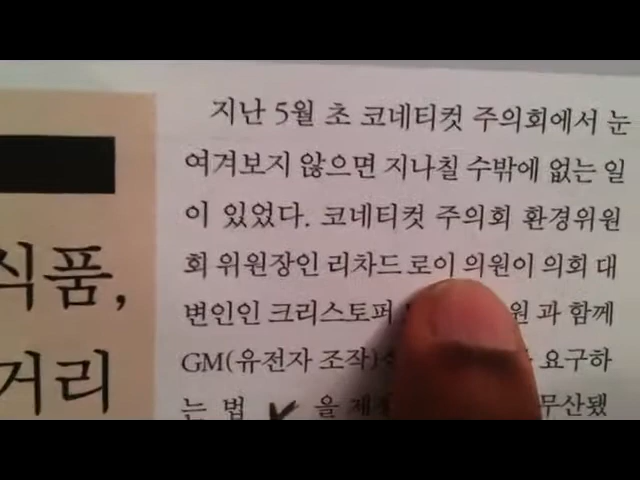 식품,
거리
지난 5월 초 코네티컷 주의회에서 눈
여겨보지 않으면 지나칠 수밖에 없는 일
이 있었다. 코네티컷 주의회 환경위원
회 위원장인 리차드 로이 의원이 의회 대
변인인 크리스토퍼 과 함께
GM(유전자 조작) 요구하
는 법 을 무산됐